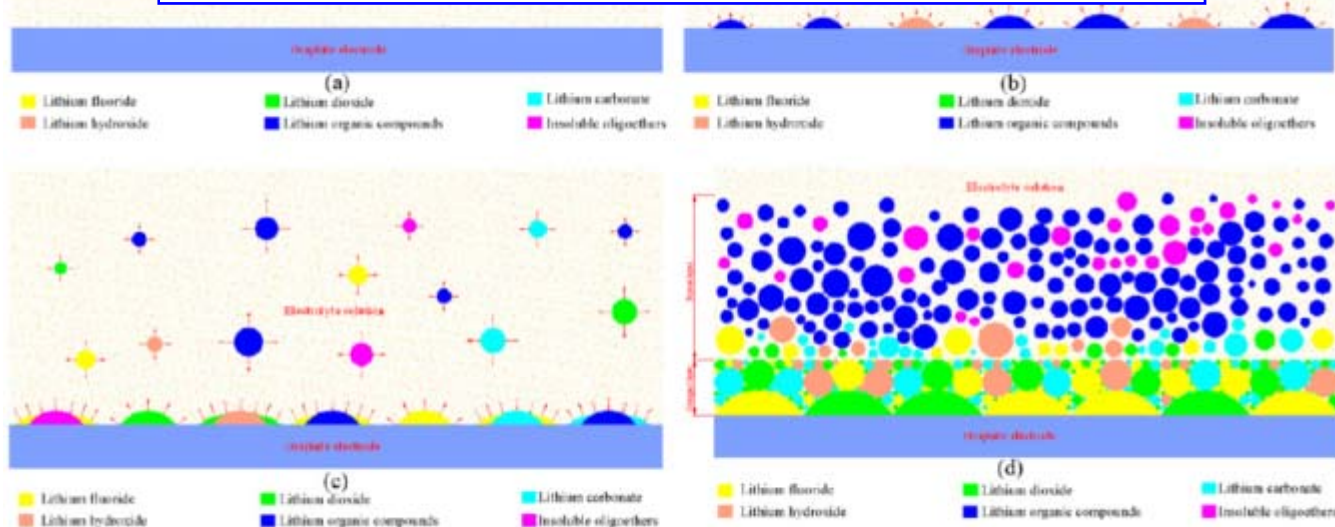 Graphite electrode
Graphite electrode
(a)
(b)
Lithium fluoride Lithium dioxide Lithium carbonate
Lithium hydroxide Lithium organic compounds Insoluble oligoethers
Lithium fluoride Lithium dioxide Lithium carbonate
Lithium hydroxide Lithium organic compounds Insoluble oligoethers
Electrolyte solution
Graphite electrode
(c)
Lithium fluoride Lithium dioxide Lithium carbonate
Lithium hydroxide Lithium organic compounds Insoluble oligoethers
Electrolyte solution
Graphite electrode
(d)
Lithium fluoride Lithium dioxide Lithium carbonate
Lithium hydroxide Lithium organic compounds Insoluble oligoethers